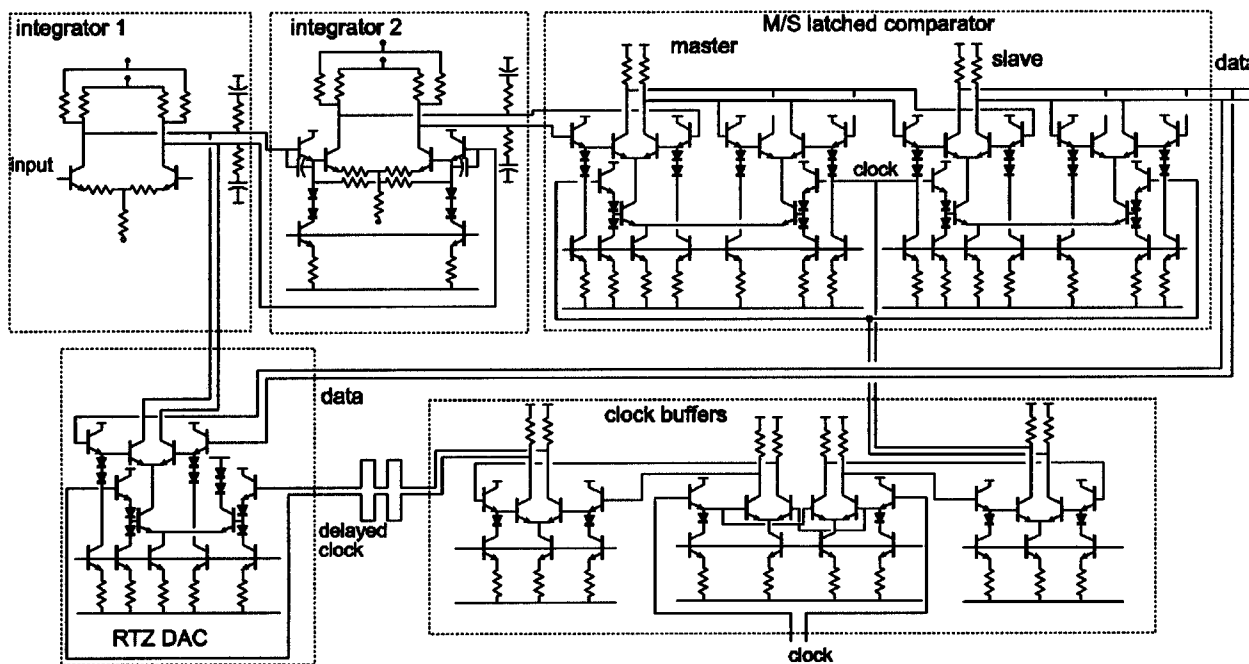 integrator 1
integrator 2
M/S latched comparator
master
slave
data
input
clock
data
clock buffers
delayed
clock
RTZ DAC
clock